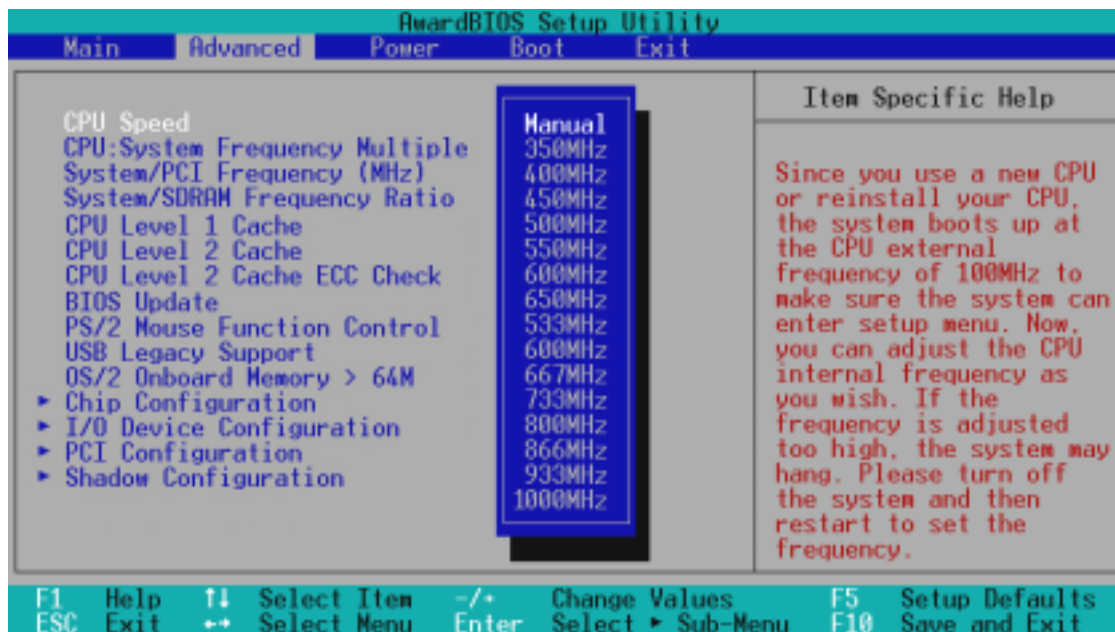 AwardBIOS Setup Utility
Main Advanced Power Boot Exit
CPU Speed
CPU:System Frequency Multiple
System/PCI Frequency (MHz)
System/SDRAM Frequency Ratio
CPU Level 1 Cache
CPU Level 2 Cache
CPU Level 2 Cache ECC Check
BIOS Update
PS/2 Mouse Function Control
USB Legacy Support
OS/2 Onboard Memory > 64M
► Chip Configuration
► I/O Device Configuration
► PCI Configuration
► Shadow Configuration
Manual
350MHz
400MHz
450MHz
500MHz
550MHz
600MHz
650MHz
533MHz
600MHz
667MHz
733MHz
800MHz
866MHz
933MHz
1000MHz
Item Specific Help
Since you use a new CPU
or reinstall your CPU,
the system boots up at
the CPU external
frequency of 100MHz to
make sure the system can
enter setup menu. Now,
you can adjust the CPU
internal frequency as
you wish. If the
frequency is adjusted
too high, the system may
hang. Please turn off
the system and then
restart to set the
frequency.
F1 Help ↑↓ Select Item -/+ Change Values F5 Setup Defaults
ESC Exit ←→ Select Menu Enter Select ► Sub-Menu F10 Save and Exit